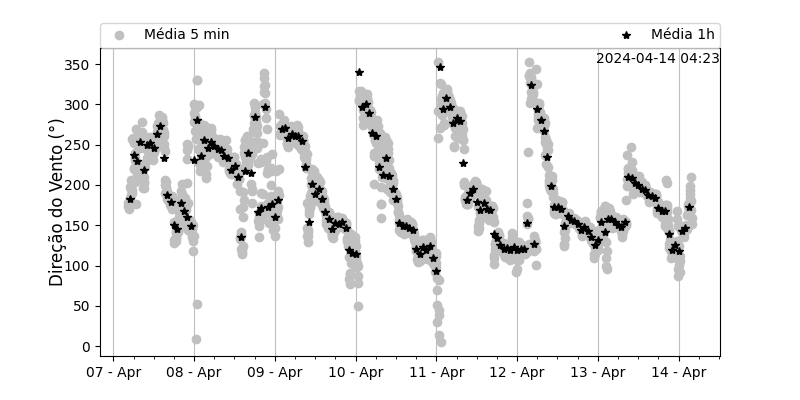 Média 5 min
Média 1h
2024-04-14 04:23
Direção do Vento (°)
350
300
250
200
150
100
50
0
07 - Apr
08 - Apr
09 - Apr
10 - Apr
11 - Apr
12 - Apr
13 - Apr
14 - Apr